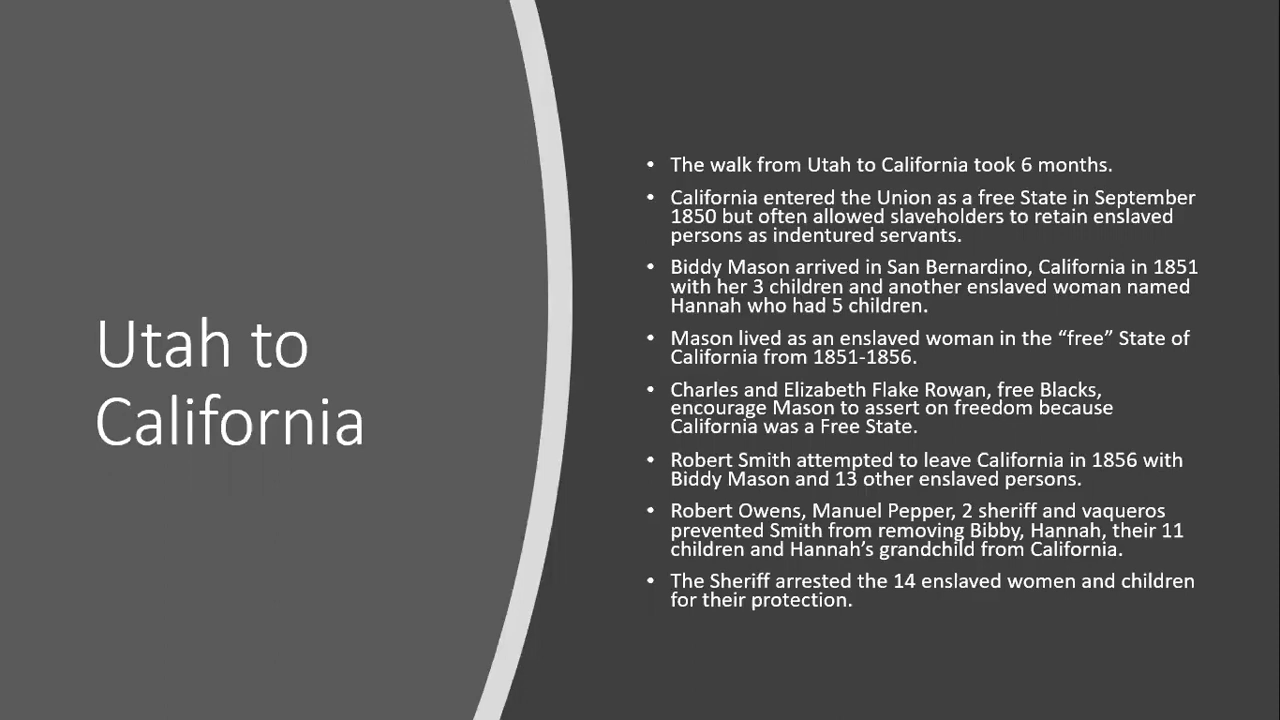 Utah to
California
• The walk from Utah to California took 6 months.
• California entered the Union as a free State in September
1850 but often allowed slaveholders to retain enslaved
persons as indentured servants.
• Biddy Mason arrived in San Bernardino, California in 1851
with her 3 children and another enslaved woman named
Hannah who had 5 children.
• Mason lived as an enslaved woman in the “free” State of
California from 1851-1856.
• Charles and Elizabeth Flake Rowan, free Blacks,
encourage Mason to assert on freedom because
California was a Free State.
• Robert Smith attempted to leave California in 1856 with
Biddy Mason and 13 other enslaved persons.
• Robert Owens, Manuel Pepper, 2 sheriff and vaqueros
prevented Smith from removing Bibby, Hannah, their 11
children and Hannah’s grandchild from California.
• The Sheriff arrested the 14 enslaved women and children
for their protection.